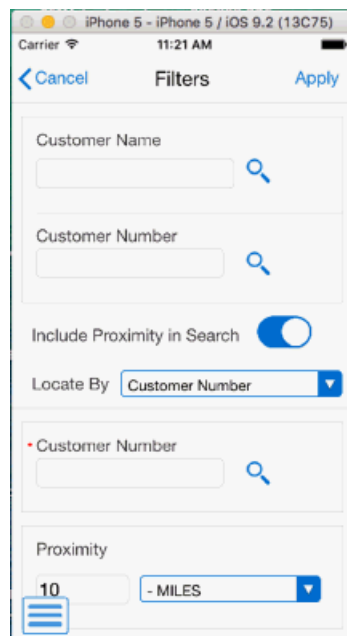 iPhone 5 - iPhone 5 / iOS 9.2 (13C75)
Carrier 11:21 AM
Cancel Filters Apply
Customer Name
Customer Number
Include Proximity in Search
Locate By Customer Number
* Customer Number
Proximity
10 - MILES